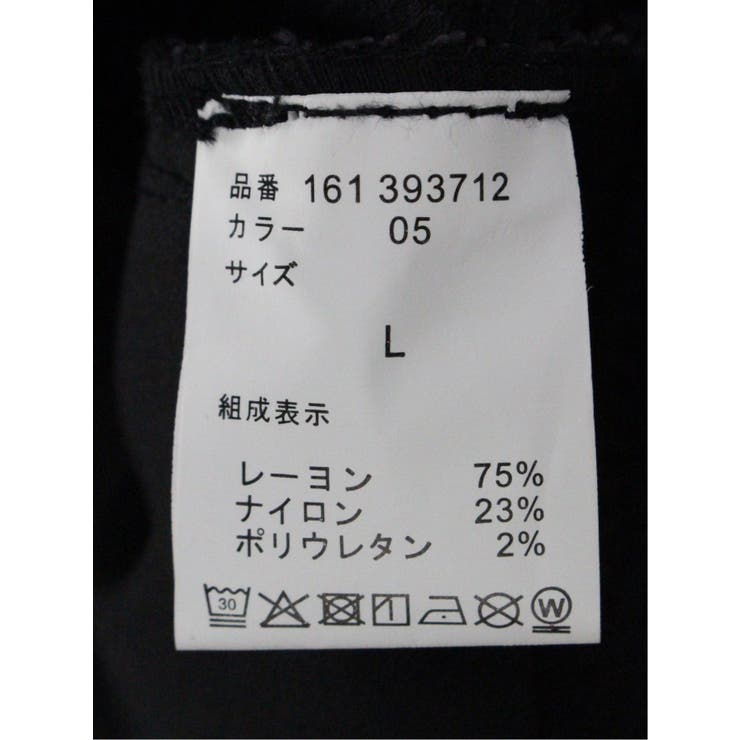 品番 161 393712
カラー 05
サイズ
L
組成表示
レーヨン 75%
ナイロン 23%
ポリウレタン 2%
30 W